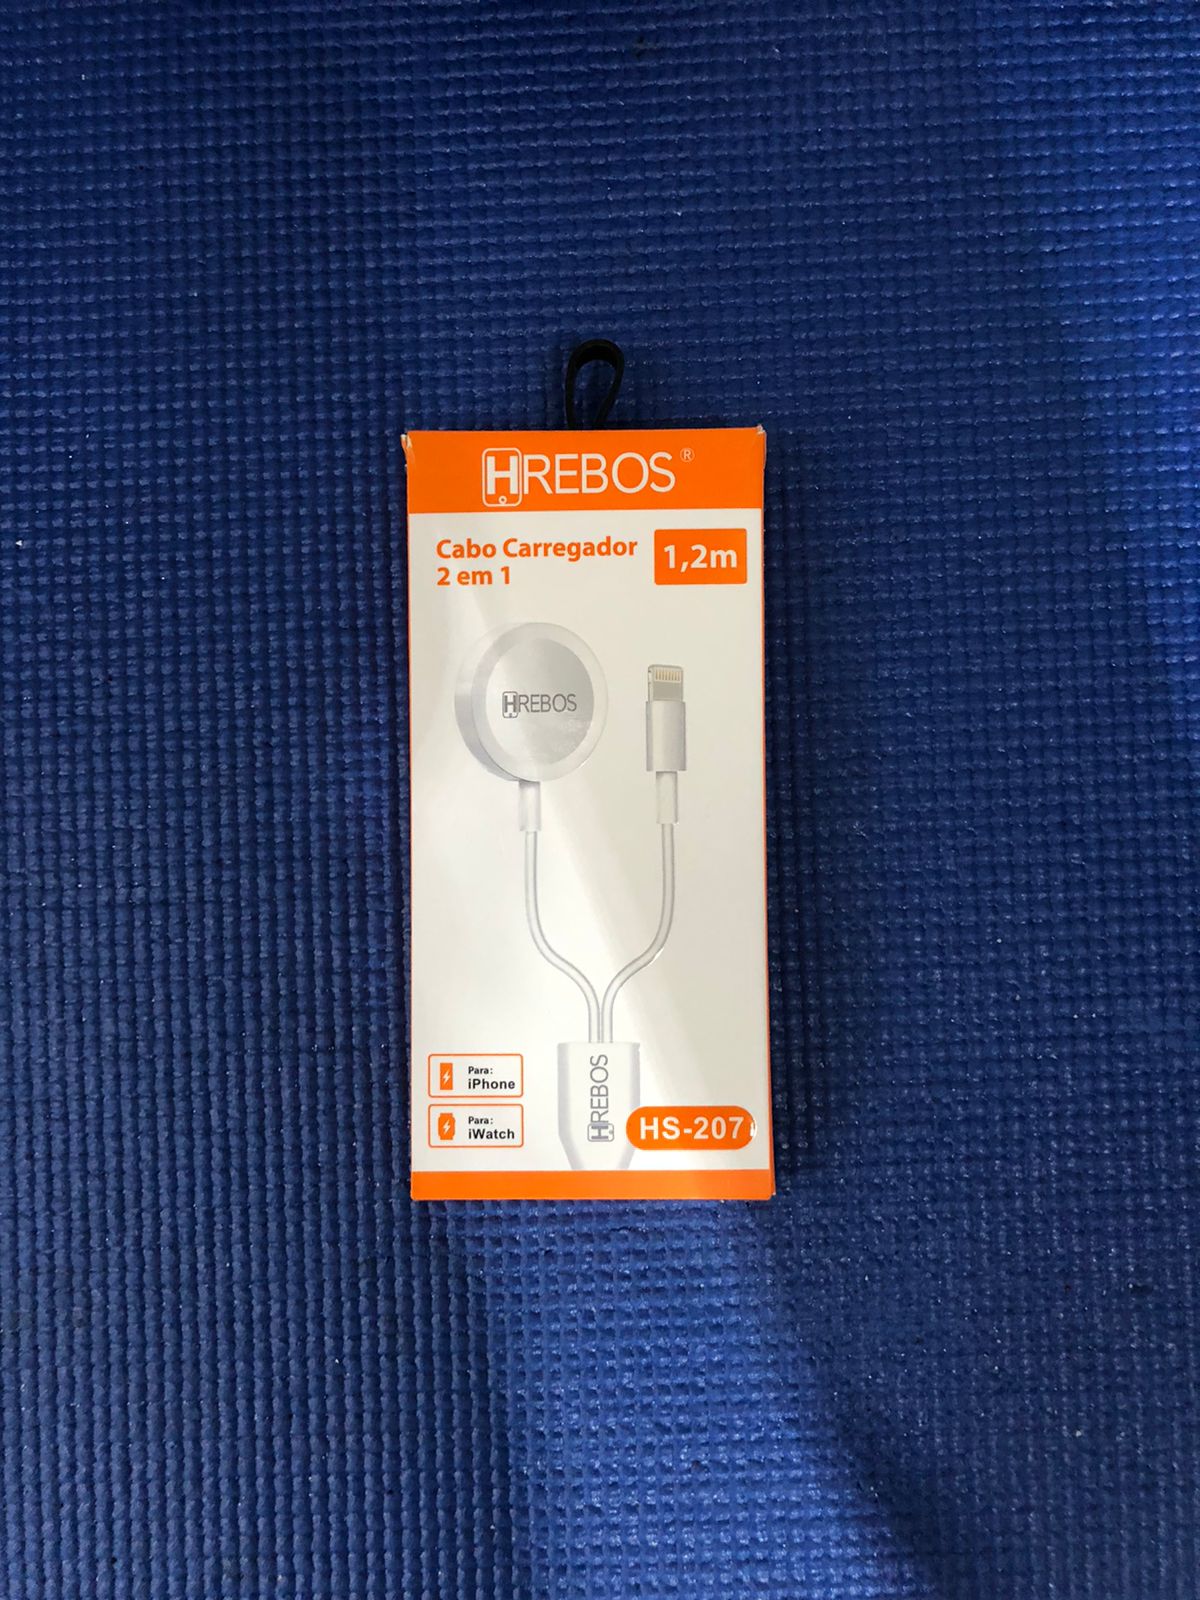 HREBOS®
Cabo Carregador
2 em 1
1,2m
HREBOS
HREBOS
Para:
iPhone
Para:
iWatch
HS-207